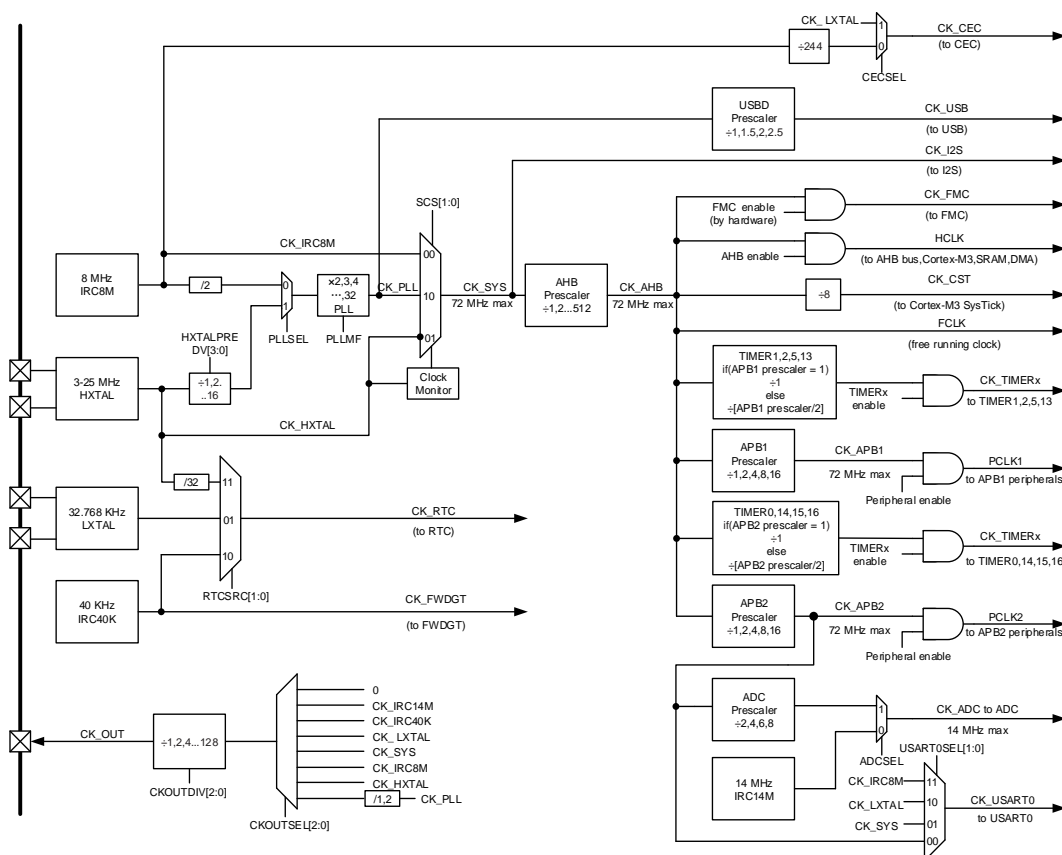 CK_ LXTAL
1
0
÷244
CECSEL
CK_CEC
(to CEC)
USBD
Prescaler
÷1,1.5,2,2.5
CK_USB
(to USB)
CK_I2S
(to I2S)
SCS[1:0]
FMC enable
(by hardware)
CK_FMC
(to FMC)
AHB enable
HCLK
(to AHB bus,Cortex-M3,SRAM,DMA)
CK_IRC8M
8 MHz
IRC8M
/2
0
1
PLLSEL
×2,3,4
…,32
PLL
PLLMF
CK_PLL
00
10
01
CK_SYS
72 MHz max
AHB
Prescaler
÷1,2...512
CK_AHB
72 MHz max
÷8
CK_CST
(to Cortex-M3 SysTick)
FCLK
(free running clock)
HXTALPRE
DV[3:0]
÷1,2.
..16
3-25 MHz
HXTAL
Clock
Monitor
CK_HXTAL
TIMER1,2,5,13
if(APB1 prescaler = 1)
÷1
else
÷[APB1 prescaler/2]
TIMERx
enable
CK_TIMERx
to TIMER1,2,5,13
APB1
Prescaler
÷1,2,4,8,16
CK_APB1
72 MHz max
Peripheral enable
PCLK1
to APB1 peripherals
/32
11
01
10
32.768 KHz
LXTAL
CK_RTC
(to RTC)
RTCSRC[1:0]
TIMER0,14,15,16
if(APB2 prescaler = 1)
÷1
else
÷[APB2 prescaler/2]
TIMERx
enable
CK_TIMERx
to TIMER0,14,15,16
40 KHz
IRC40K
CK_FWDGT
(to FWDGT)
APB2
Prescaler
÷1,2,4,8,16
CK_APB2
72 MHz max
Peripheral enable
PCLK2
to APB2 peripherals
CK_OUT
÷1,2,4...128
CKOUTDIV[2:0]
CKOUTSEL[2:0]
0
CK_IRC14M
CK_IRC40K
CK_ LXTAL
CK_SYS
CK_IRC8M
CK_HXTAL
/1,2
CK_PLL
ADC
Prescaler
÷2,4,6,8
1
0
ADCSEL
CK_ADC to ADC
14 MHz max
14 MHz
IRC14M
USART0SEL[1:0]
CK_IRC8M
CK_LXTAL
CK_SYS
11
10
01
00
CK_USART0
to USART0